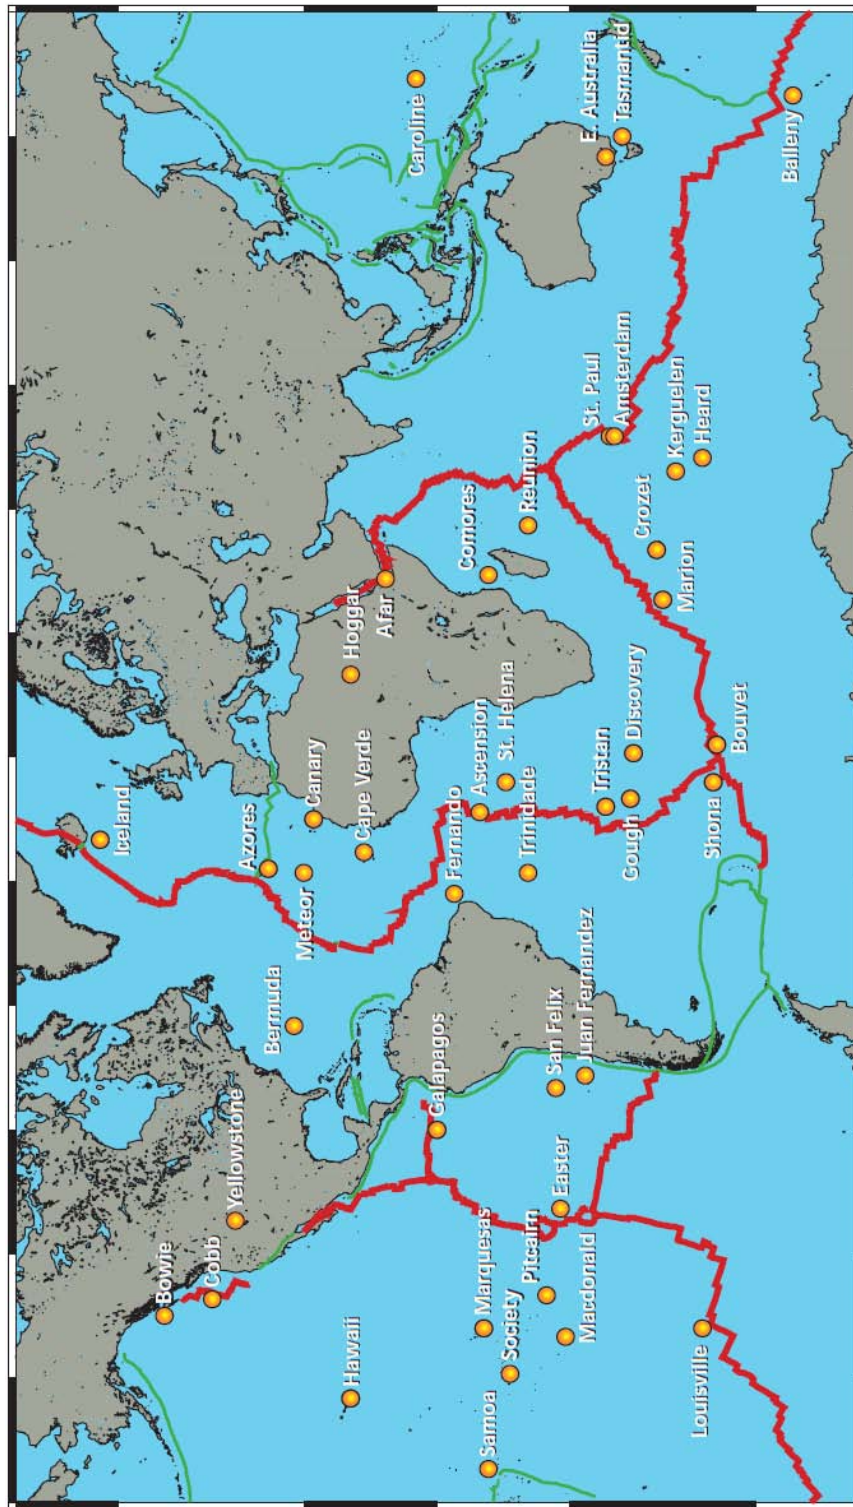 Bowie
Cobb
Yellowstone
Hawaii
Samoa
Society
Marquesas
Pitcairn
Macdonald
Easter
Louisville
Galapagos
San Felix
Juan Fernandez
Bermuda
Iceland
Azores
Meteor
Canary
Cape Verde
Fernando
Ascension
St. Helena
Trinidade
Tristan
Gough
Discovery
Shona
Bouvet
Hoggar
Afar
Comores
Reunion
Marion
Crozet
St. Paul
Amsterdam
Kerguelen
Heard
Caroline
E. Australia
Tasmantid
Balleny